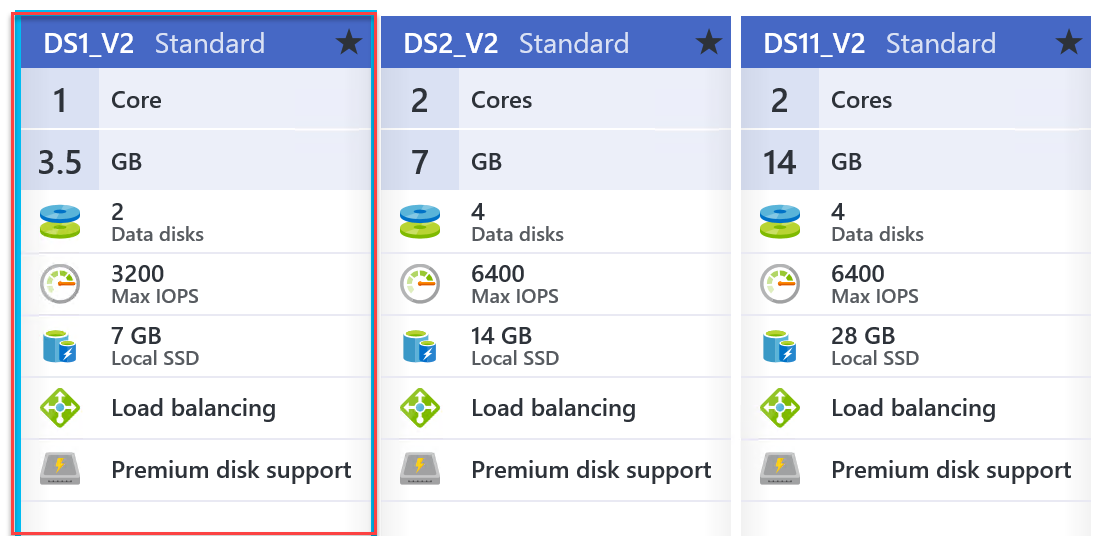 DS1_V2 Standard
1 Core
3.5 GB
2
Data disks
3200
Max IOPS
7 GB
Local SSD
Load balancing
Premium disk support
DS2_V2 Standard
2 Cores
7 GB
4
Data disks
6400
Max IOPS
14 GB
Local SSD
Load balancing
Premium disk support
DS11_V2 Standard
2 Cores
14 GB
4
Data disks
6400
Max IOPS
28 GB
Local SSD
Load balancing
Premium disk support